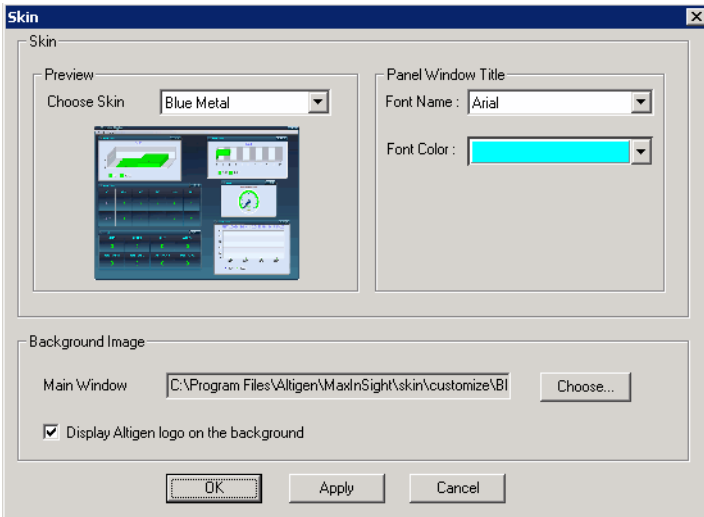 Skin
Skin
Preview
Choose Skin
Blue Metal
Panel Window Title
Font Name :
Arial
Font Color :
Background Image
Main Window
C:\Program Files\Altigen\MaxInSight\skin\customize\Bl
Choose...
Display Altigen logo on the background
OK
Apply
Cancel